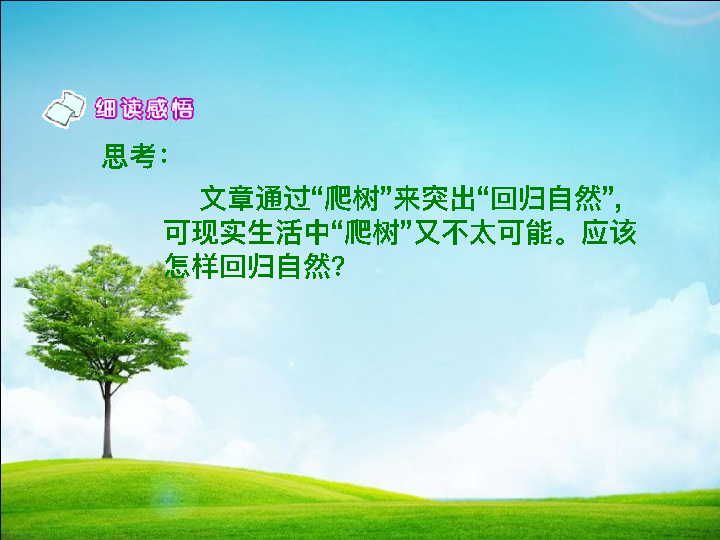 细读感悟
思考：
文章通过“爬树”来突出“回归自然”，
可现实生活中“爬树”又不太可能。应该
怎样回归自然？